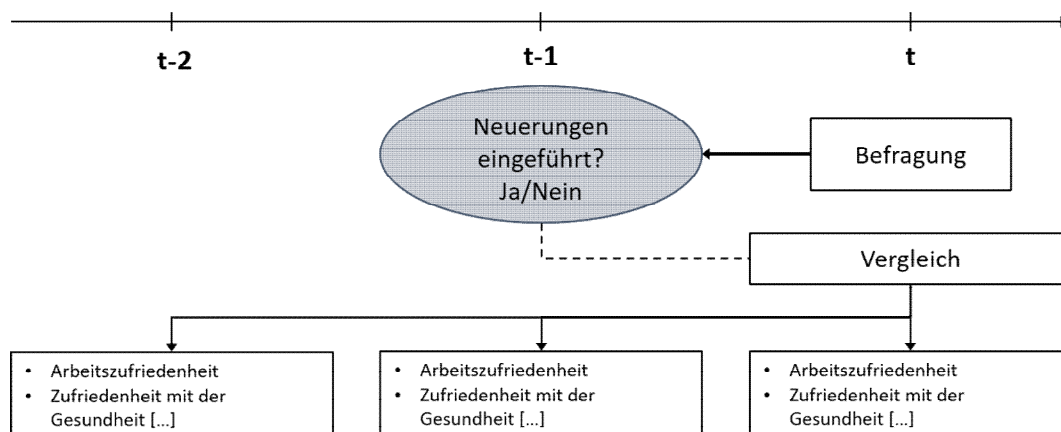 t-2
t-1
t
Neuerungen
eingeführt?
Ja/Nein
Befragung
Vergleich
• Arbeitszufriedenheit
• Zufriedenheit mit der
Gesundheit [...]
• Arbeitszufriedenheit
• Zufriedenheit mit der
Gesundheit [...]
• Arbeitszufriedenheit
• Zufriedenheit mit der
Gesundheit [...]